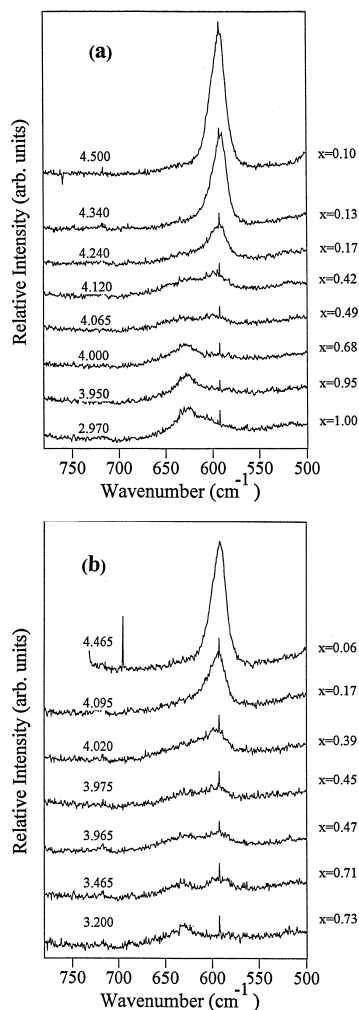 (a)
Relative Intensity (arb. units)
4.500 x=0.10
4.340 x=0.13
4.240 x=0.17
4.120 x=0.42
4.065 x=0.49
4.000 x=0.68
3.950 x=0.95
2.970 x=1.00
750 700 650 600 550 500
Wavenumber (cm-1)
(b)
Relative Intensity (arb. units)
4.465 x=0.06
4.095 x=0.17
4.020 x=0.39
3.975 x=0.45
3.965 x=0.47
3.465 x=0.71
3.200 x=0.73
750 700 650 600 550 500
Wavenumber (cm-1)